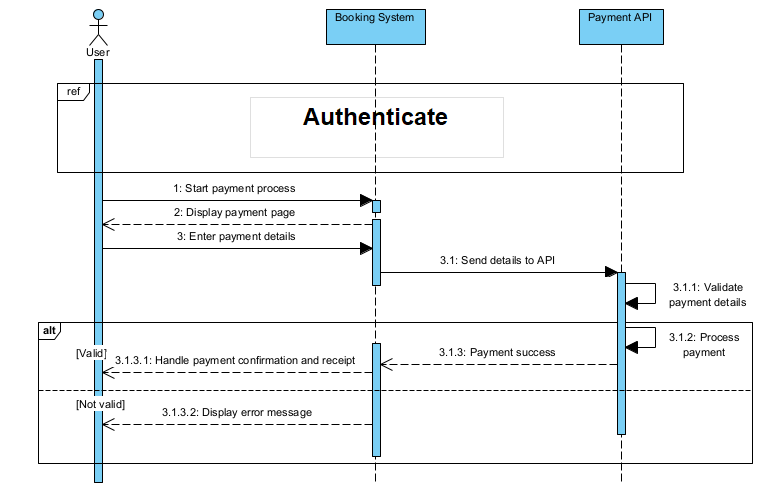 Booking System
Payment API
User
ref
Authenticate
1: Start payment process
2: Display payment page
3: Enter payment details
3.1: Send details to API
3.1.1: Validate
payment details
alt
3.1.2: Process
payment
[Valid]
3.1.3: Payment success
3.1.3.1: Handle payment confirmation and receipt
[Not valid]
3.1.3.2: Display error message